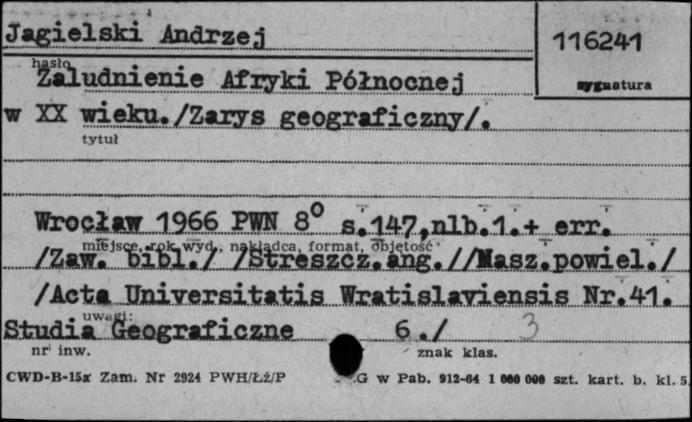 Jagielski Andrzej
116241
hasło
sygnatura
Zaludnienie Afryki Północnej
w XX wieku./Zarys geograficzny/.
tytuł
Wrocław 1966 PWN 8° s.147,nlb.1.+ err.
miejsce, rok wyd., nakładca, format, objętość
/Zaw. bibl./ /Streszcz.ang.//Masz.powiel./
/Acta Universitatis Wratislaviensis Nr.41.
uwagi:
Studia Geograficzne 6./ 3
nr inw. znak klas.
CWD-B-15x Zam. Nr 2924 PWH/Łź/P G w Pab. 912-64 1 000 000 szt. kart. b. kl. 5